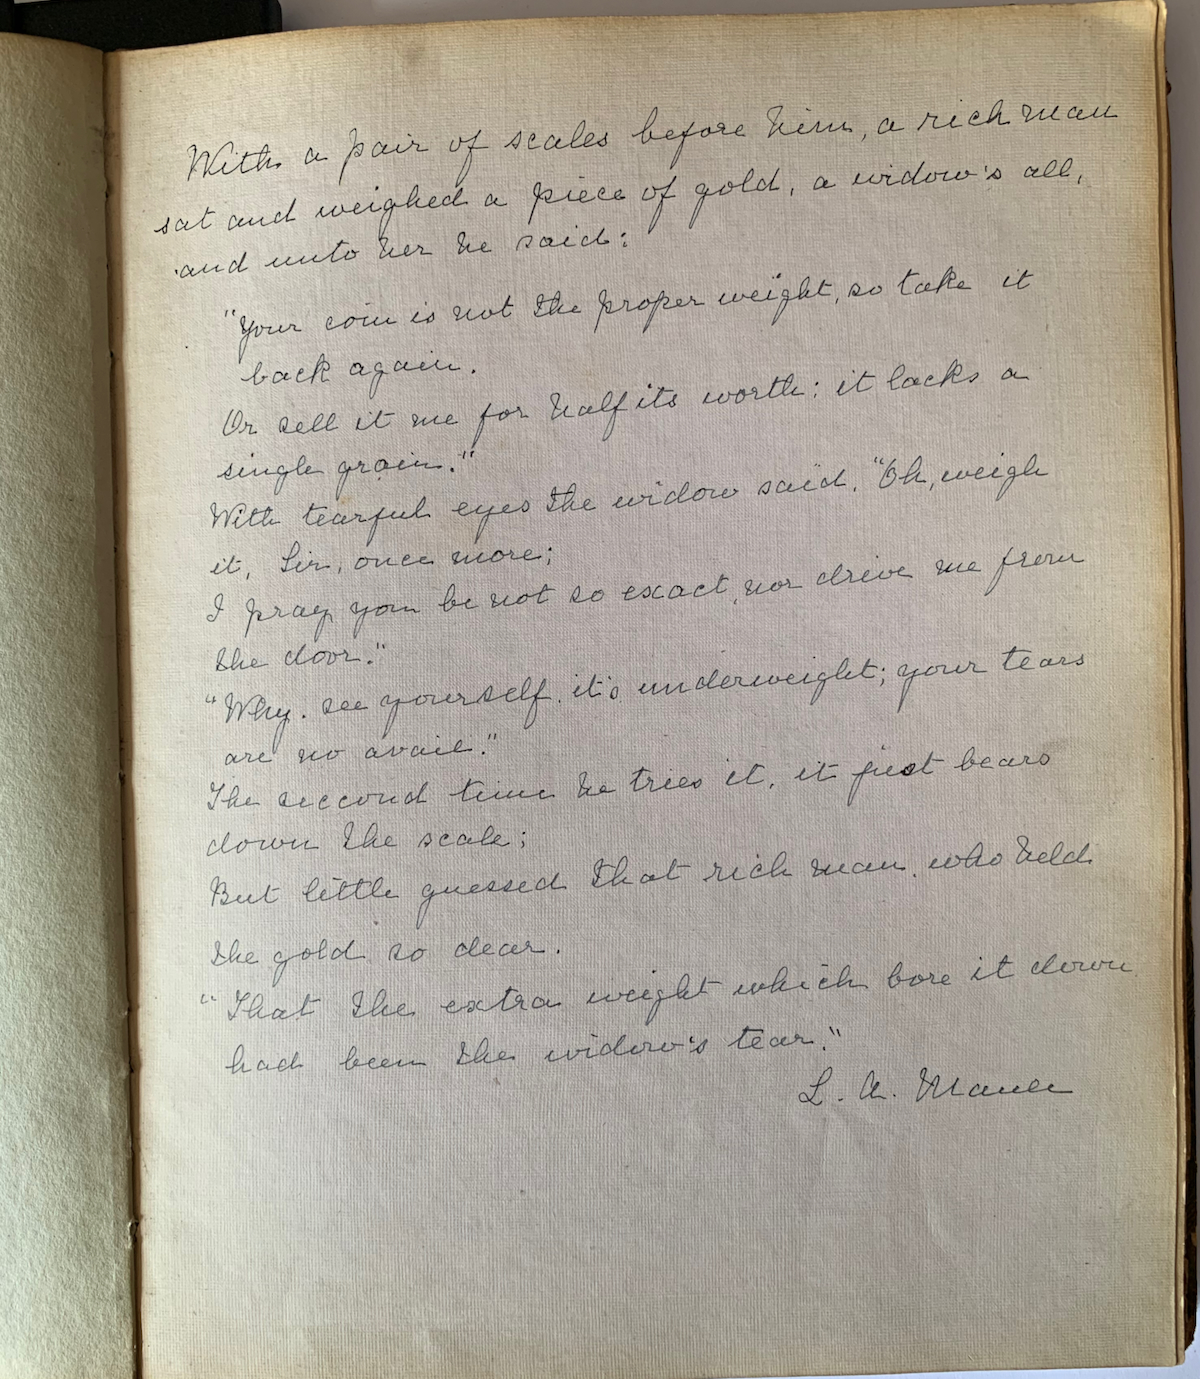 With a pair of scales before him, a rich man
sat and weighed a piece of gold, a widow's all,
and unto her he said:
"Your coin is not the proper weight, so take it
back again.
Or sell it me for half its worth: it lacks a
single grain."
With tearful eyes the widow said, "Oh, weigh
it, Sir, once more;
I pray you be not so exact, nor drive me from
the door."
"Why. see yourself, it's underweight; your tears
are no avail."
The second time he tries it, it just bears
down the scale;
But little guessed that rich man, who held
the gold so dear.
"That the extra weight which bore it down
had been the widow's tear."
L. A.